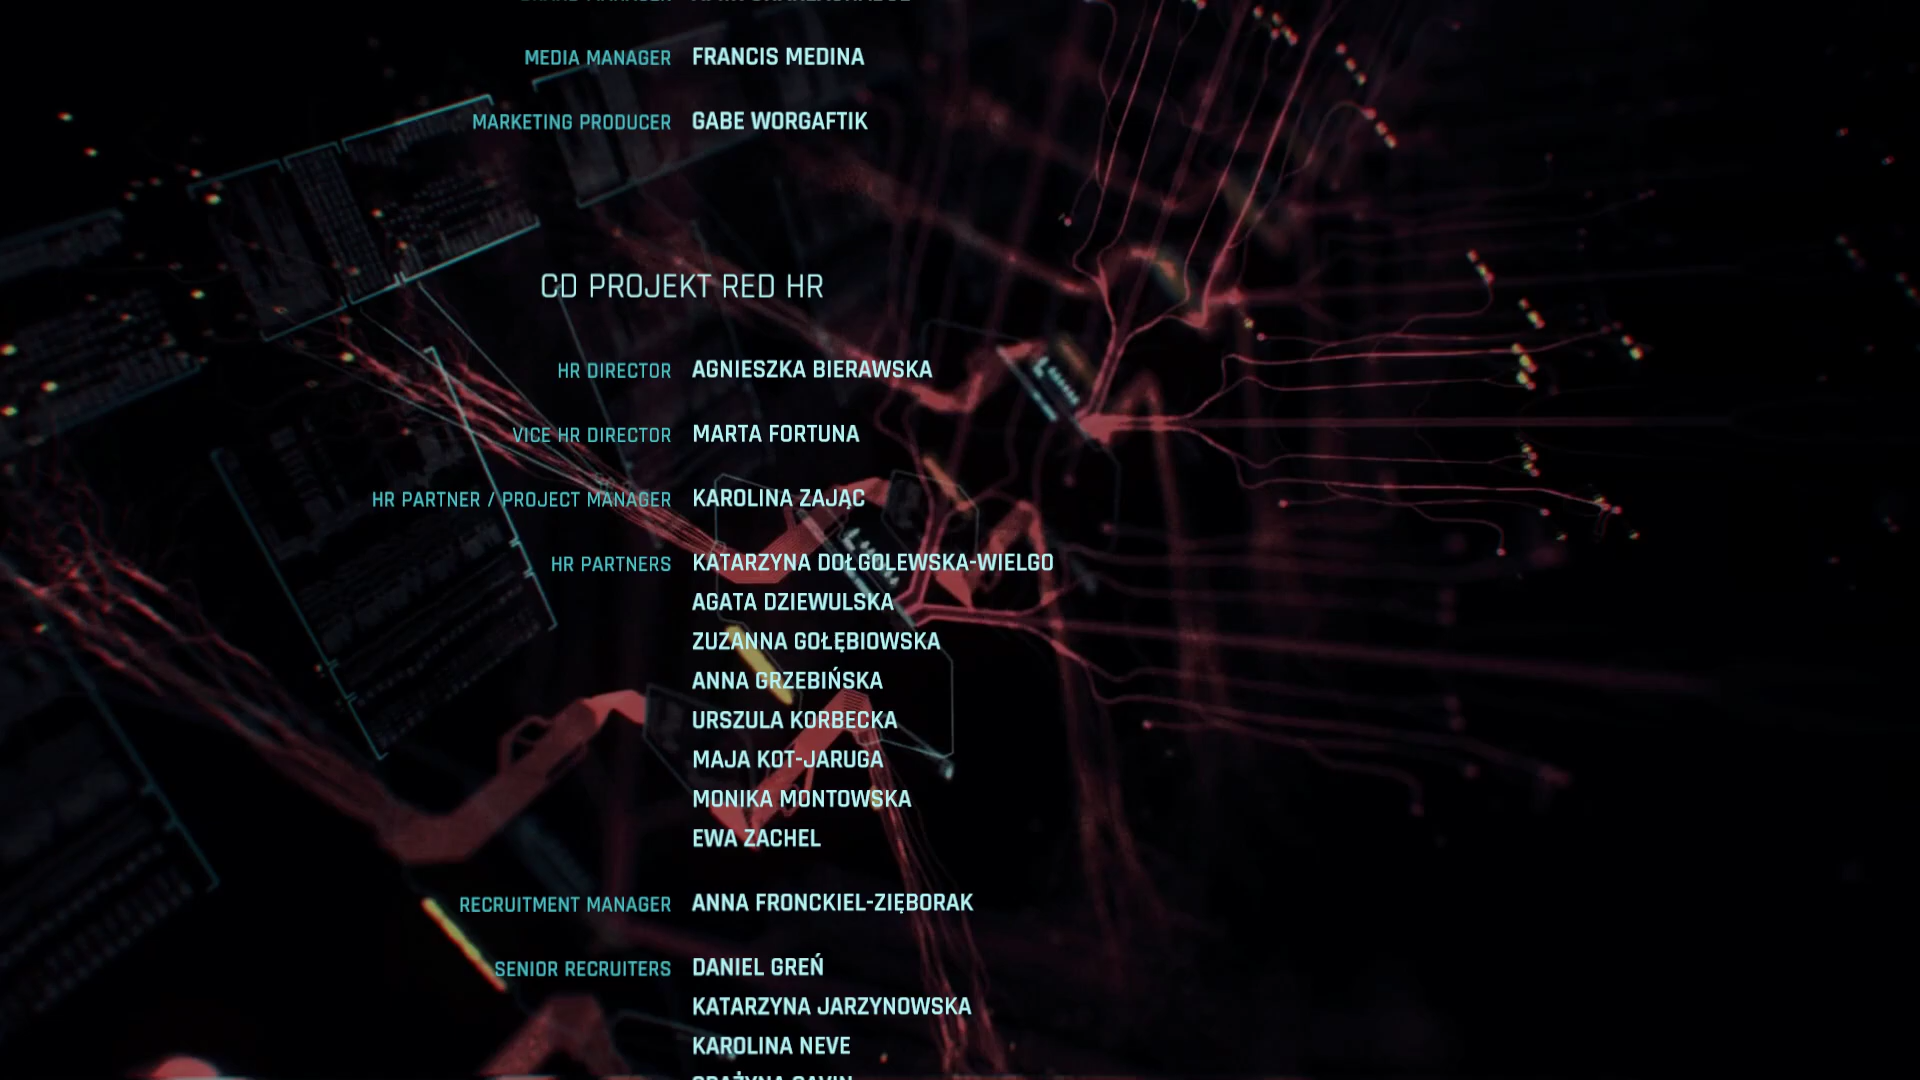 MEDIA MANAGER FRANCIS MEDINA
MARKETING PRODUCER GABE WORGAFTIK
CD PROJEKT RED HR
HR DIRECTOR AGNIESZKA BIERAWSKA
VICE HR DIRECTOR MARTA FORTUNA
HR PARTNER / PROJECT MANAGER KAROLINA ZAJĄC
HR PARTNERS KATARZYNA DOŁGOLEWSKA-WIELGO
AGATA DZIEWULSKA
ZUZANNA GOŁĘBIOWSKA
ANNA GRZEBIŃSKA
URSZULA KORBECKA
MAJA KOT-JARUGA
MONIKA MONTOWSKA
EWA ZACHEL
RECRUITMENT MANAGER ANNA FRONCKIEL-ZIĘBORAK
SENIOR RECRUITERS DANIEL GREŃ
KATARZYNA JARZYNOWSKA
KAROLINA NEVE